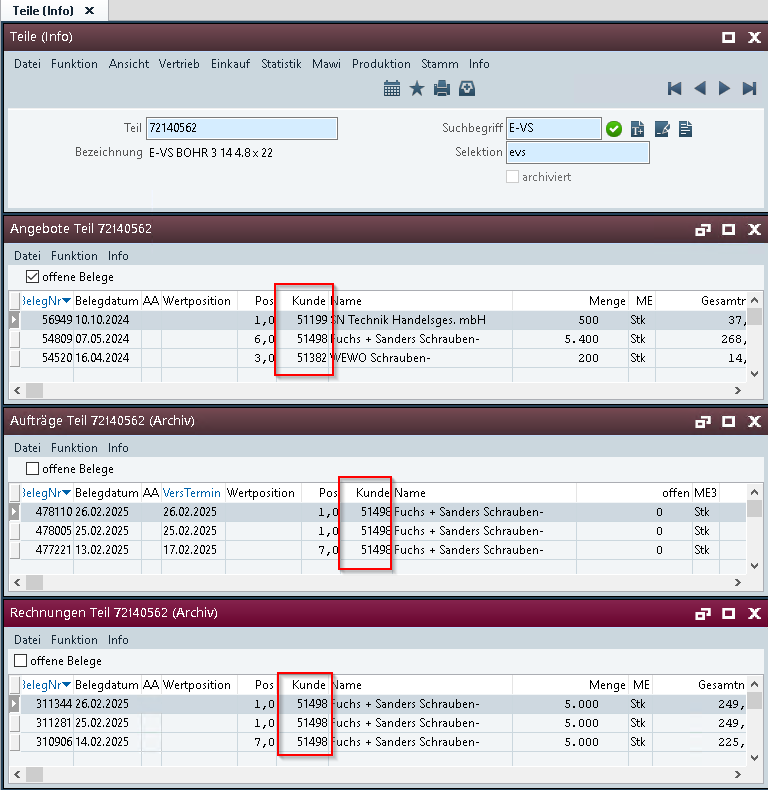 Teile (Info) ✕
Teile (Info)
Datei Funktion Ansicht Vertrieb Einkauf Statistik Mawi Produktion Stamm Info
Teil 72140562 Suchbegriff E-VS
Bezeichnung E-VS BOHR 3 14 4.8 x 22 Selektion evs
archiviert
Angebote Teil 72140562
Datei Funktion Info
offene Belege
BelegNr Belegdatum AA Wertposition Pos Kunde Name Menge ME Gesamtn
56949 10.10.2024 1,0 51199 SN Technik Handelsges. mbH 500 Stk 37,
54809 07.05.2024 6,0 51498 Fuchs + Sanders Schrauben- 5.400 Stk 268,
54520 16.04.2024 3,0 51382 WEWO Schrauben- 200 Stk 14,
Aufträge Teil 72140562 (Archiv)
Datei Funktion Info
offene Belege
BelegNr Belegdatum AA VersTermin Wertposition Pos Kunde Name offen ME3
478110 26.02.2025 26.02.2025 1,0 51498 Fuchs + Sanders Schrauben- 0 Stk
478005 25.02.2025 25.02.2025 1,0 51498 Fuchs + Sanders Schrauben- 0 Stk
477221 13.02.2025 17.02.2025 7,0 51498 Fuchs + Sanders Schrauben- 0 Stk
Rechnungen Teil 72140562 (Archiv)
Datei Funktion Info
offene Belege
BelegNr Belegdatum AA Wertposition Pos Kunde Name Menge ME Gesamtn
311344 26.02.2025 1,0 51498 Fuchs + Sanders Schrauben- 5.000 Stk 249,
311281 25.02.2025 1,0 51498 Fuchs + Sanders Schrauben- 5.000 Stk 249,
310906 14.02.2025 7,0 51498 Fuchs + Sanders Schrauben- 5.000 Stk 225,